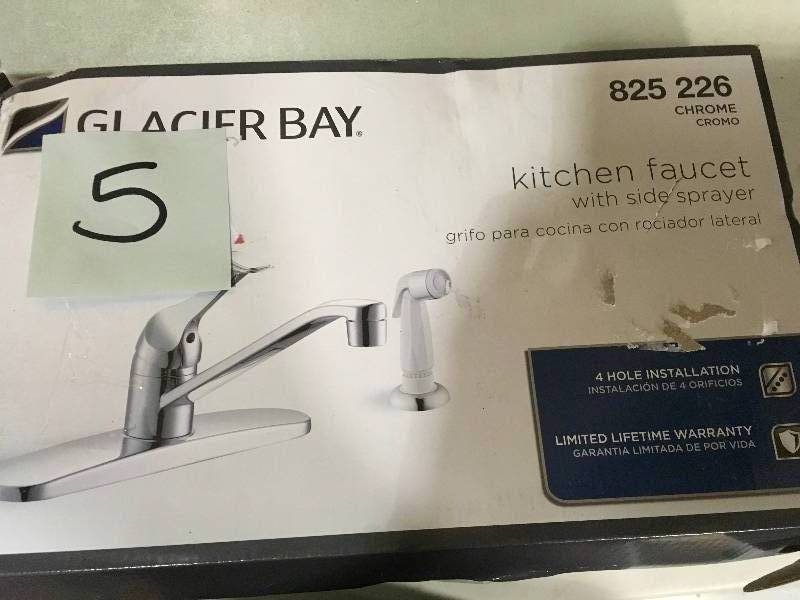 GLACIER BAY®
5
825 226
CHROME
CROMO
kitchen faucet
with side sprayer
grifo para cocina con rociador lateral
4 HOLE INSTALLATION
INSTALACIÓN DE 4 ORIFICIOS
LIMITED LIFETIME WARRANTY
GARANTIA LIMITADA DE POR VIDA